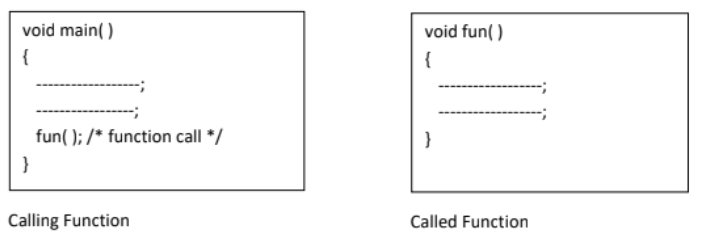 void main( )
{
------------------;
-----------------;
fun( ); /* function call */
}
Calling Function
void fun( )
{
------------------;
------------------;
}
Called Function